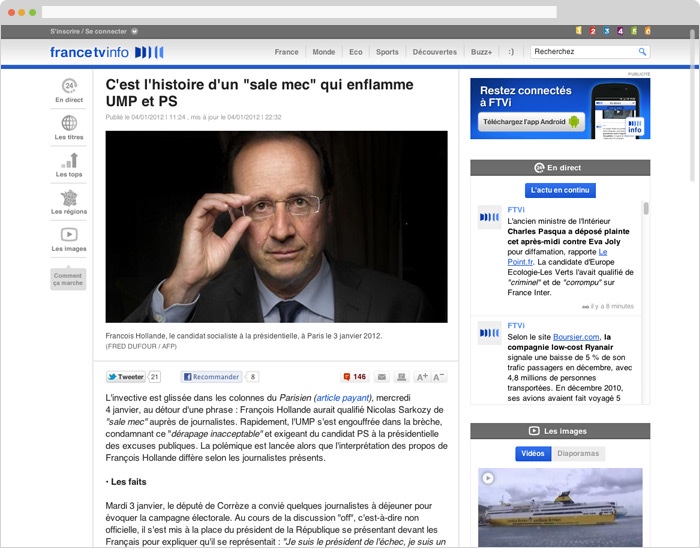 S'inscrire / Se connecter
1 2 3 4 5 ô
francetvinfo
France Monde Eco Sports Découvertes Buzz+ :) Recherchez
PUBLICITÉ
24
En direct
Les titres
Les tops
Les régions
Les images
Comment
ça marche
C'est l'histoire d'un "sale mec" qui enflamme
UMP et PS
Publié le 04/01/2012 | 11:24 , mis à jour le 04/01/2012 | 22:32
Francois Hollande, le candidat socialiste à la présidentielle, à Paris le 3 janvier 2012.
(FRED DUFOUR / AFP)
Tweeter 21 Recommander 8 146 A+ A-
L'invective est glissée dans les colonnes du Parisien (article payant), mercredi
4 janvier, au détour d'une phrase : François Hollande aurait qualifié Nicolas Sarkozy de
"sale mec" auprès de journalistes. Rapidement, l'UMP s'est engouffrée dans la brèche,
condamnant ce "dérapage inacceptable" et exigeant du candidat PS à la présidentielle
des excuses publiques. La polémique est lancée alors que l'interprétation des propos de
François Hollande diffère selon les journalistes présents.
• Les faits
Mardi 3 janvier, le député de Corrèze a convié quelques journalistes à déjeuner pour
évoquer la campagne électorale. Au cours de la discussion "off", c'est-à-dire non
officielle, il s'est mis à la place du président de la République se présentant devant les
Français pour expliquer qu'il se représentait : "Je suis le président de l'échec, je suis un
Restez connectés
à FTVi
Téléchargez l'app Android
info
24 En direct
L'actu en continu
FTVi
L'ancien ministre de l'Intérieur
Charles Pasqua a déposé plainte
cet après-midi contre Eva Joly
pour diffamation, rapporte Le
Point.fr. La candidate d'Europe
Ecologie-Les Verts l'avait qualifié de
"criminel" et de "corrompu" sur
France Inter.
il y a 8 minutes
FTVi
Selon le site Boursier.com, la
compagnie low-cost Ryanair
signale une baisse de 5 % de son
trafic passagers en décembre, avec
4,8 millions de personnes
transportées. En décembre 2010,
ses avions avaient fait voyagé 5
Les images
Vidéos Diaporamas